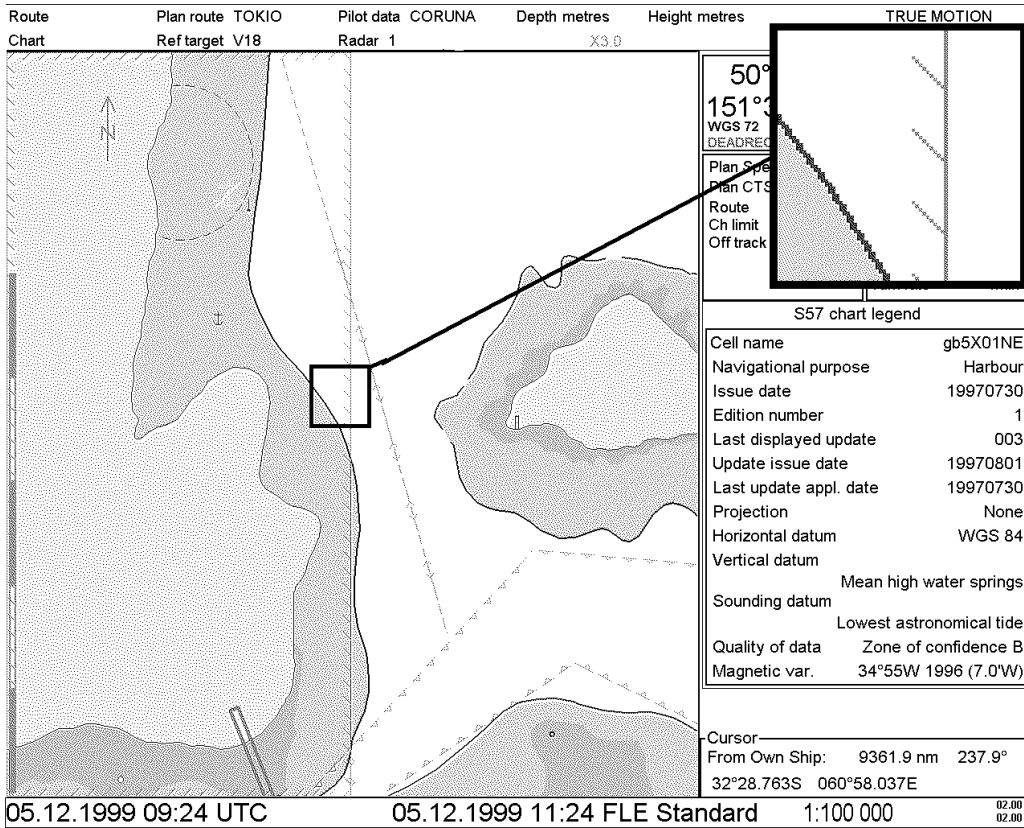 Route Plan route TOKIO Pilot data CORUNA Depth metres Height metres TRUE MOTION
Chart Ref target V18 Radar 1 X3.0
N
50°
151°3
WGS 72
DEADREC
Plan Spe
Plan CTS
Route
Ch limit
Off track
S57 chart legend
Cell name gb5X01NE
Navigational purpose Harbour
Issue date 19970730
Edition number 1
Last displayed update 003
Update issue date 19970801
Last update appl. date 19970730
Projection None
Horizontal datum WGS 84
Vertical datum
Mean high water springs
Sounding datum
Lowest astronomical tide
Quality of data Zone of confidence B
Magnetic var. 34°55W 1996 (7.0'W)
Cursor
From Own Ship: 9361.9 nm 237.9°
32°28.763S 060°58.037E
05.12.1999 09:24 UTC 05.12.1999 11:24 FLE Standard 1:100 000 02.00
02.00